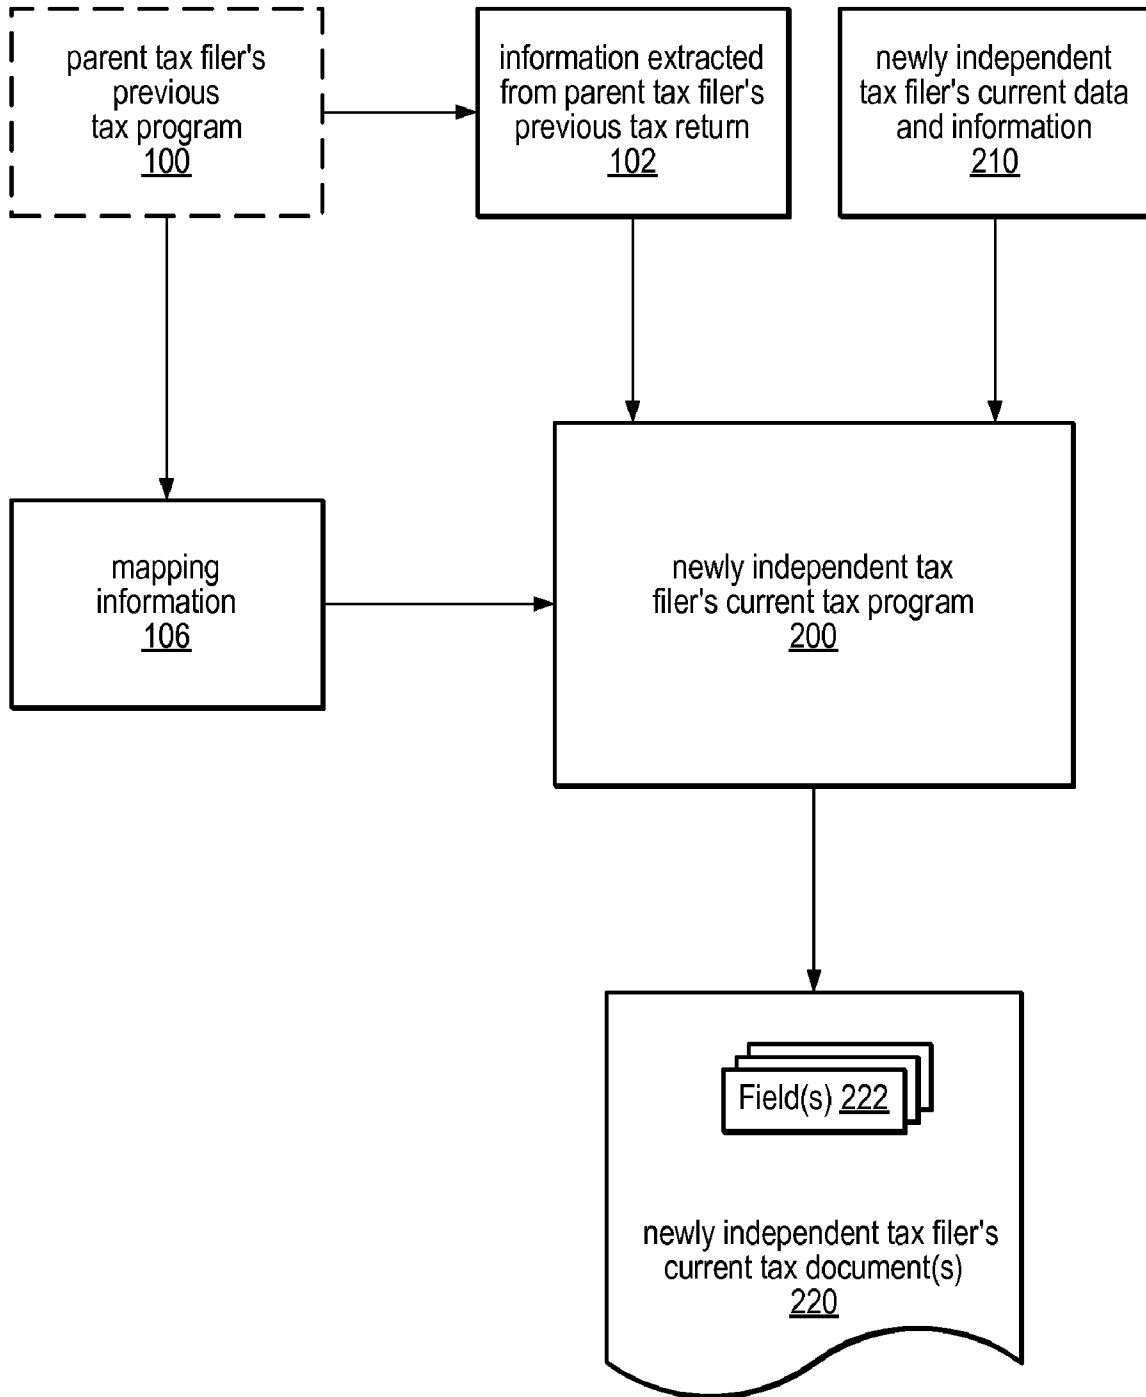 parent tax filer's
previous
tax program
100
information extracted
from parent tax filer's
previous tax return
102
newly independent
tax filer's current data
and information
210
mapping
information
106
newly independent tax
filer's current tax program
200
Field(s) 222
newly independent tax filer's
current tax document(s)
220